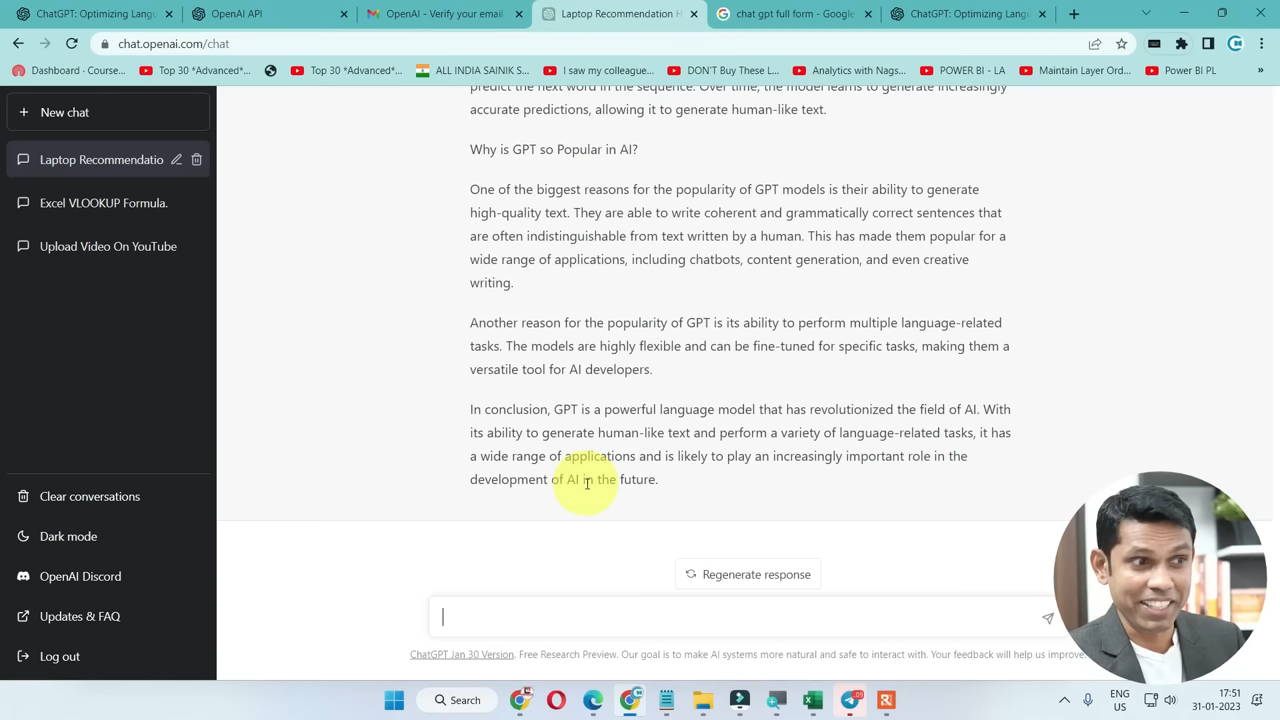 ChatGPT: Optimizing Langu
OpenAI API
OpenAI - Verify your email
Laptop Recommendation H
chat gpt full form - Google
ChatGPT: Optimizing Langu
chat.openai.com/chat
Dashboard - Course...
Top 30 *Advanced*...
Top 30 *Advanced*...
ALL INDIA SAINIK S...
I saw my colleague...
DON'T Buy These L...
Analytics with Nags...
POWER BI - LA
Maintain Layer Ord...
Power BI PL
»
New chat
Laptop Recommendatio
Excel VLOOKUP Formula.
Upload Video On YouTube
Clear conversations
Dark mode
OpenAI Discord
Updates & FAQ
Log out
predict the next word in the sequence. Over time, the model learns to generate increasingly
accurate predictions, allowing it to generate human-like text.
Why is GPT so Popular in AI?
One of the biggest reasons for the popularity of GPT models is their ability to generate
high-quality text. They are able to write coherent and grammatically correct sentences that
are often indistinguishable from text written by a human. This has made them popular for a
wide range of applications, including chatbots, content generation, and even creative
writing.
Another reason for the popularity of GPT is its ability to perform multiple language-related
tasks. The models are highly flexible and can be fine-tuned for specific tasks, making them a
versatile tool for AI developers.
In conclusion, GPT is a powerful language model that has revolutionized the field of AI. With
its ability to generate human-like text and perform a variety of language-related tasks, it has
a wide range of applications and is likely to play an increasingly important role in the
development of AI in the future.
Regenerate response
ChatGPT Jan 30 Version. Free Research Preview. Our goal is to make AI systems more natural and safe to interact with. Your feedback will help us improve.
Search
ENG
US
17:51
31-01-2023